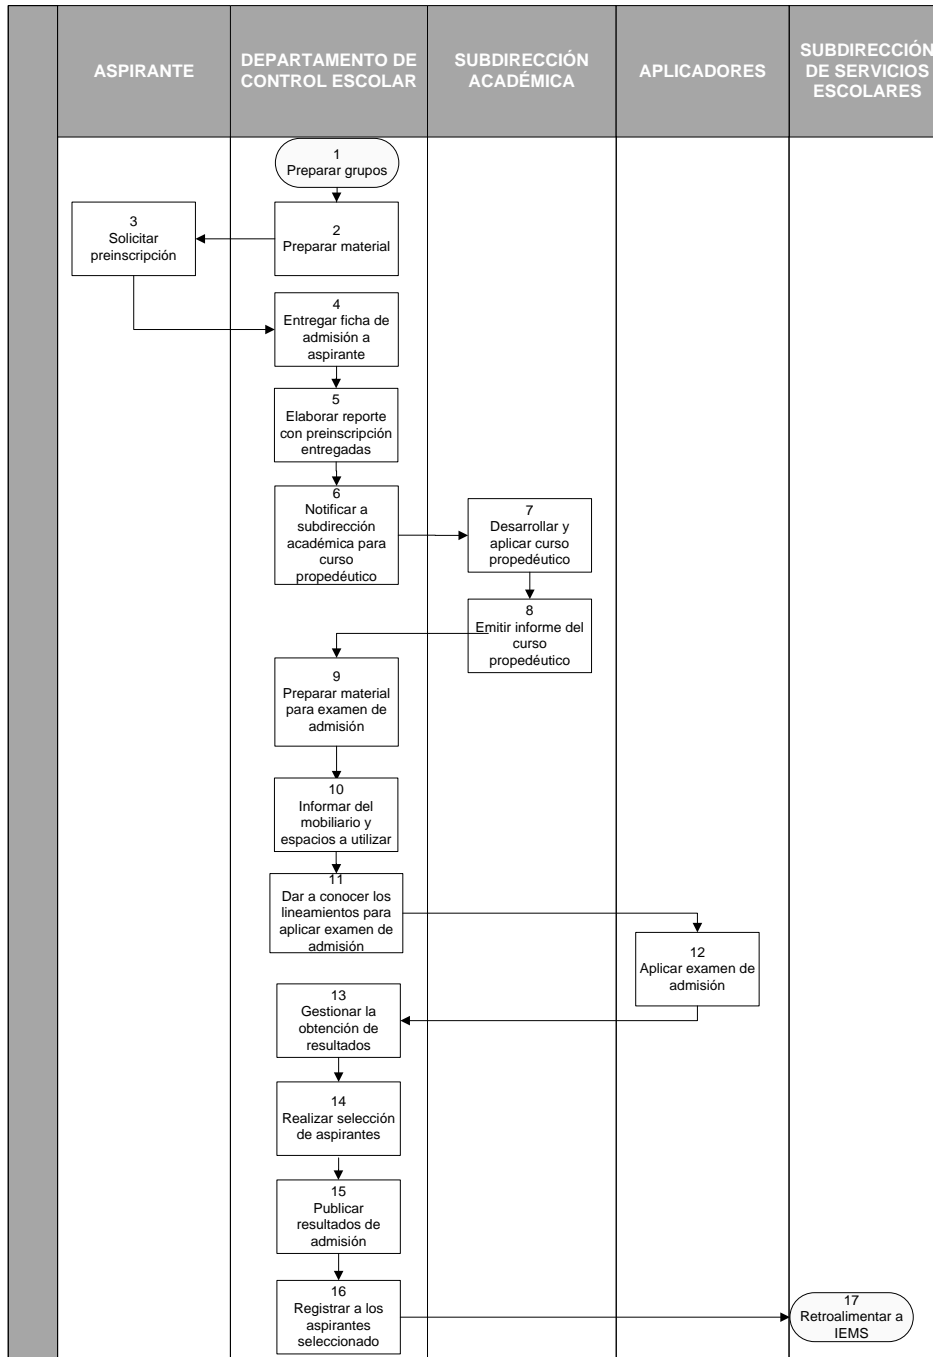 ASPIRANTE
DEPARTAMENTO DE
CONTROL ESCOLAR
SUBDIRECCIÓN
ACADÉMICA
APLICADORES
SUBDIRECCIÓN
DE SERVICIOS
ESCOLARES
1
Preparar grupos
2
Preparar material
3
Solicitar
preinscripción
4
Entregar ficha de
admisión a
aspirante
5
Elaborar reporte
con preinscripción
entregadas
6
Notificar a
subdirección
académica para
curso
propedéutico
7
Desarrollar y
aplicar curso
propedéutico
8
Emitir informe del
curso
propedéutico
9
Preparar material
para examen de
admisión
10
Informar del
mobiliario y
espacios a utilizar
11
Dar a conocer los
lineamientos para
aplicar examen de
admisión
12
Aplicar examen de
admisión
13
Gestionar la
obtención de
resultados
14
Realizar selección
de aspirantes
15
Publicar
resultados de
admisión
16
Registrar a los
aspirantes
seleccionado
17
Retroalimentar a
IEMS